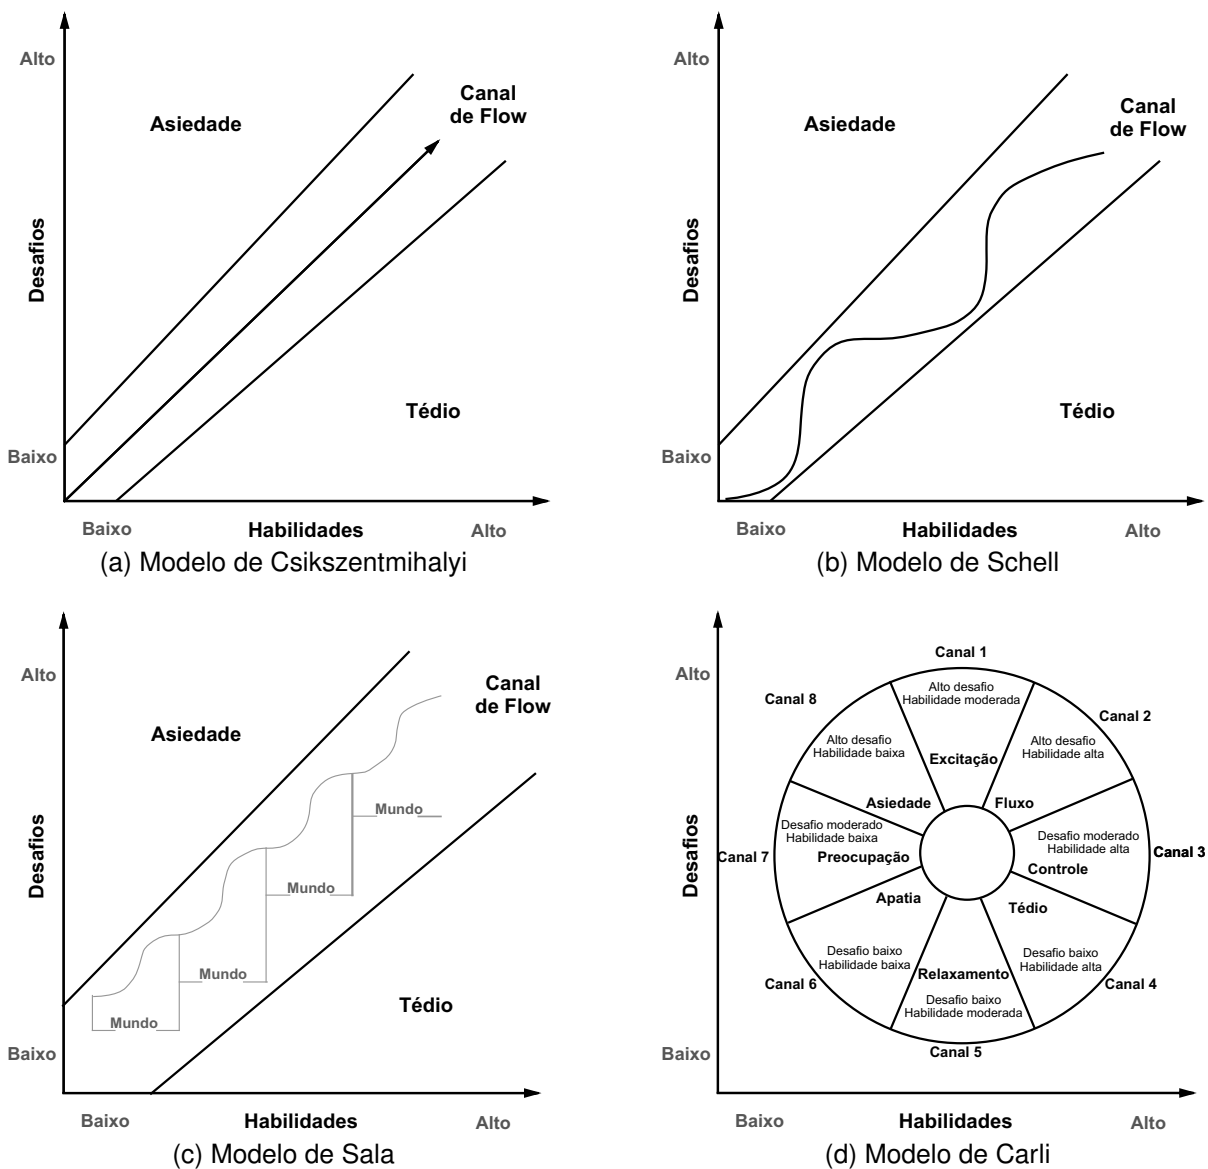 Alto
Asiedade
Canal
de Flow
Desafios
Tédio
Baixo
Baixo
Habilidades
Alto
(a) Modelo de Csikszentmihalyi
Alto
Asiedade
Canal
de Flow
Desafios
Tédio
Baixo
Baixo
Habilidades
Alto
(b) Modelo de Schell
Alto
Asiedade
Canal
de Flow
Desafios
Mundo
Mundo
Mundo
Mundo
Tédio
Baixo
Baixo
Habilidades
Alto
(c) Modelo de Sala
Alto
Desafios
Baixo
Canal 1
Alto desafio
Habilidade moderada
Excitação
Canal 2
Alto desafio
Habilidade alta
Fluxo
Canal 3
Desafio moderado
Habilidade alta
Controle
Canal 4
Tédio
Desafio baixo
Habilidade alta
Canal 5
Relaxamento
Desafio baixo
Habilidade moderada
Canal 6
Apatia
Desafio baixo
Habilidade baixa
Canal 7
Desafio moderado
Habilidade baixa
Preocupação
Canal 8
Alto desafio
Habilidade baixa
Asiedade
Baixo
Habilidades
Alto
(d) Modelo de Carli